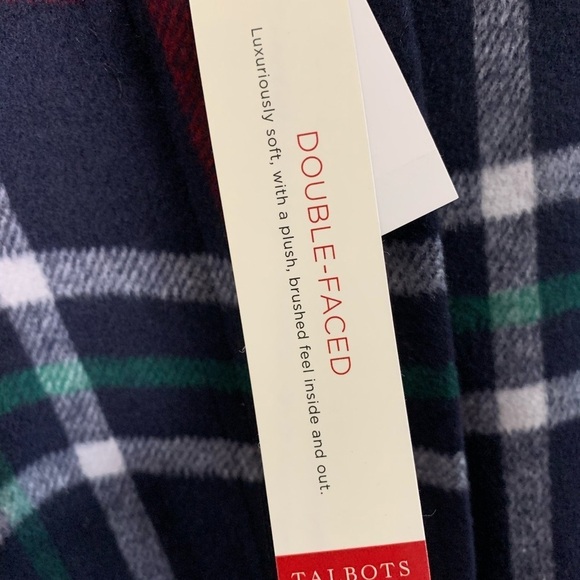 DOUBLE-FACED
Luxuriously soft, with a plush, brushed feel inside and out.
TALBOTS